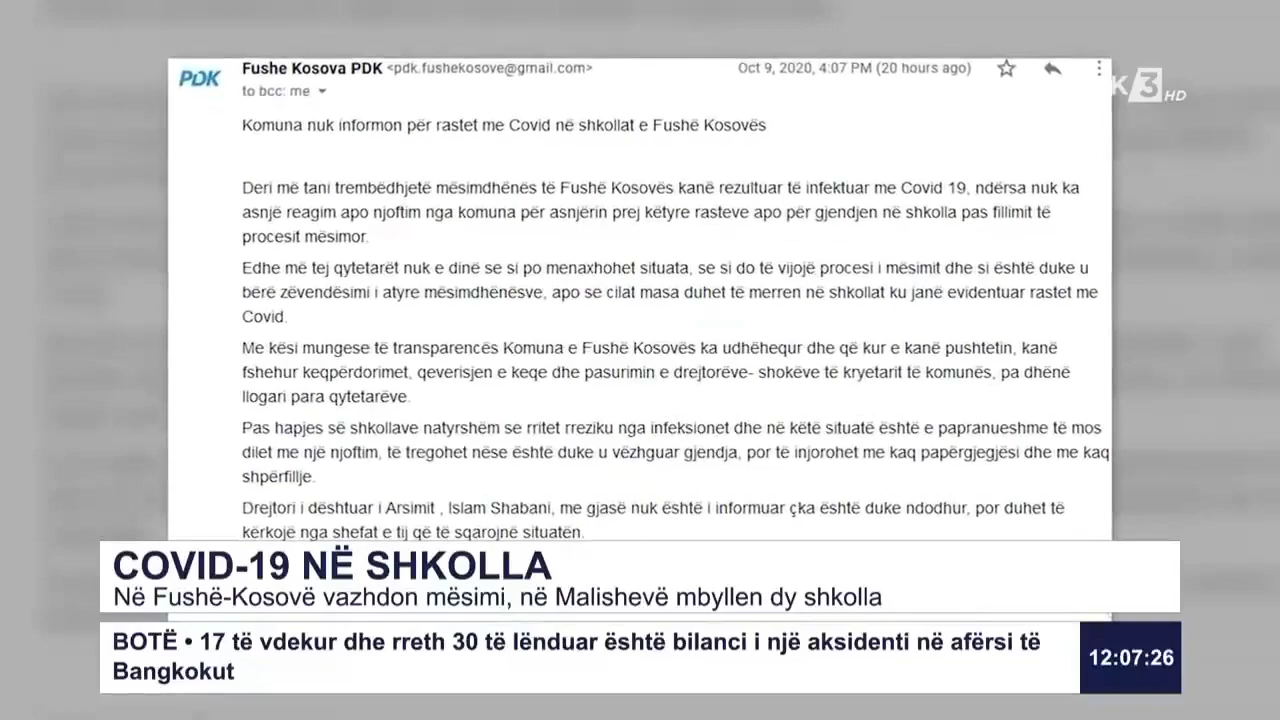 PDK
Fushe Kosova PDK <pdk.fushekosove@gmail.com>
Oct 9, 2020, 4:07 PM (20 hours ago)
to bcc: me
K 3 HD
Komuna nuk informon për rastet me Covid në shkollat e Fushë Kosovës
Deri më tani trembëdhjetë mësimdhënës të Fushë Kosovës kanë rezultuar të infektuar me Covid 19, ndërsa nuk ka
asnjë reagim apo njoftim nga komuna për asnjërin prej këtyre rasteve apo për gjendjen në shkolla pas fillimit të
procesit mësimor.
Edhe më tej qytetarët nuk e dinë se si po menaxhohet situata, se si do të vijojë procesi i mësimit dhe si është duke u
bërë zëvendësimi i atyre mësimdhënësve, apo se cilat masa duhet të merren në shkollat ku janë evidentuar rastet me
Covid.
Me kësi mungese të transparencës Komuna e Fushë Kosovës ka udhëhequr dhe që kur e kanë pushtetin, kanë
fshehur keqpërdorimet, qeverisjen e keqe dhe pasurimin e drejtorëve- shokëve të kryetarit të komunës, pa dhënë
llogari para qytetarëve.
Pas hapjes së shkollave natyrshëm se rritet rreziku nga infeksionet dhe në këtë situatë është e papranueshme të mos
dilet me një njoftim, të tregohet nëse është duke u vëzhguar gjendja, por të injorohet me kaq papërgjegjësi dhe me kaq
shpërfillje.
Drejtori i dështuar i Arsimit , Islam Shabani, me gjasë nuk është i informuar çka është duke ndodhur, por duhet të
kërkojë nga shefat e tij që të sqarojnë situatën.
COVID-19 NË SHKOLLA
Në Fushë-Kosovë vazhdon mësimi, në Malishevë mbyllen dy shkolla
BOTË • 17 të vdekur dhe rreth 30 të lënduar është bilanci i një aksidenti në afërsi të
Bangkokut
12:07:26